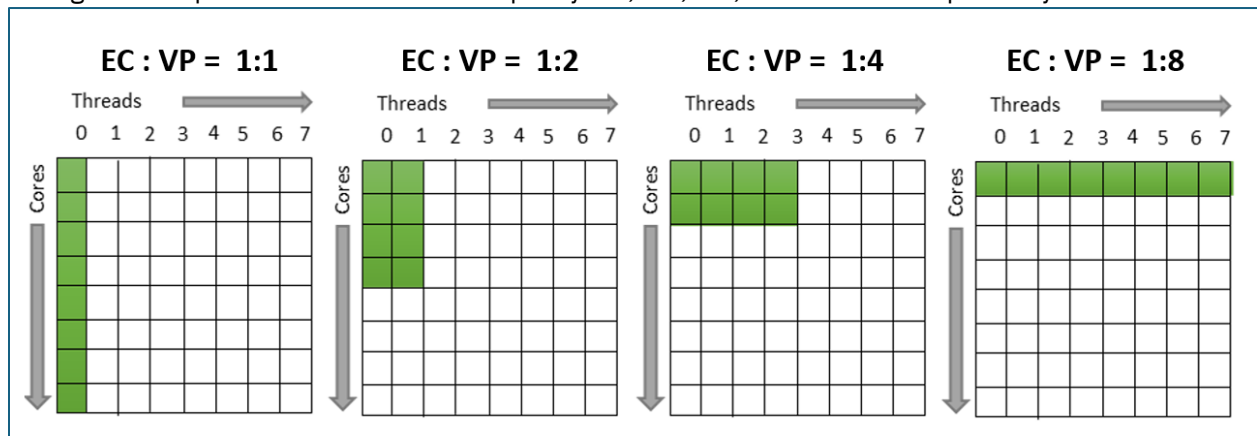 EC : VP = 1:1
Threads
0 1 2 3 4 5 6 7
Cores
EC : VP = 1:2
Threads
0 1 2 3 4 5 6 7
Cores
EC : VP = 1:4
Threads
0 1 2 3 4 5 6 7
Cores
EC : VP = 1:8
Threads
0 1 2 3 4 5 6 7
Cores